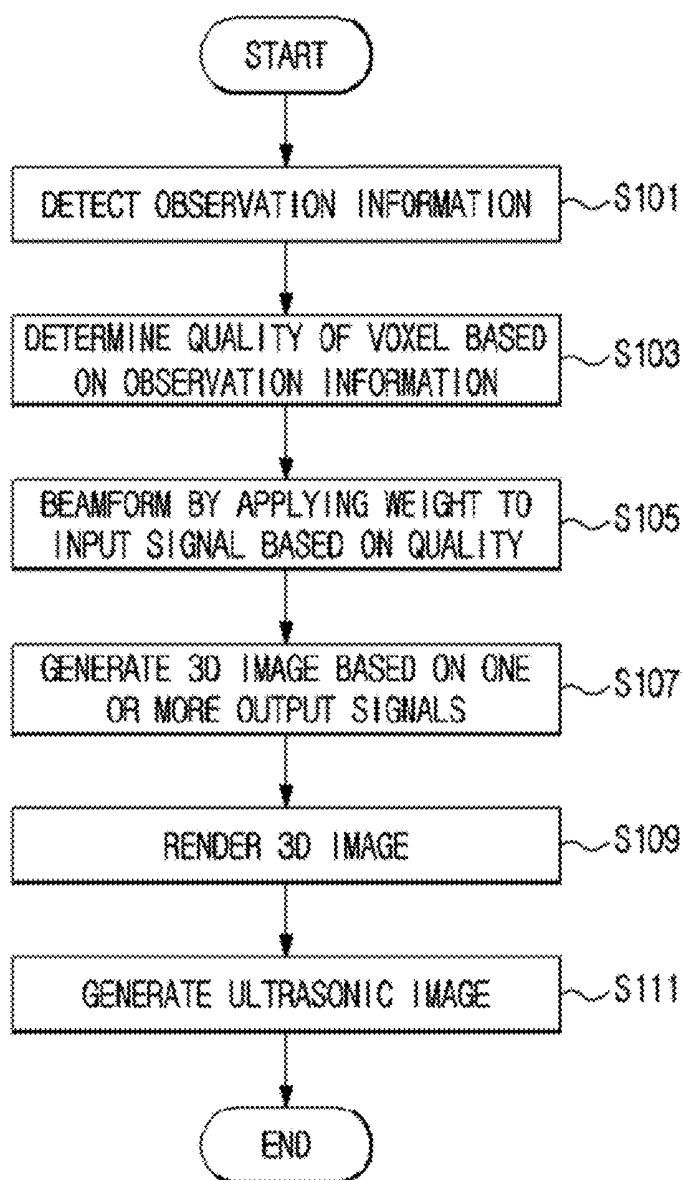 START
DETECT OBSERVATION INFORMATION
S101
DETERMINE QUALITY OF VOXEL BASED
ON OBSERVATION INFORMATION
S103
BEAMFORM BY APPLYING WEIGHT TO
INPUT SIGNAL BASED ON QUALITY
S105
GENERATE 3D IMAGE BASED ON ONE
OR MORE OUTPUT SIGNALS
S107
RENDER 3D IMAGE
S109
GENERATE ULTRASONIC IMAGE
S111
END